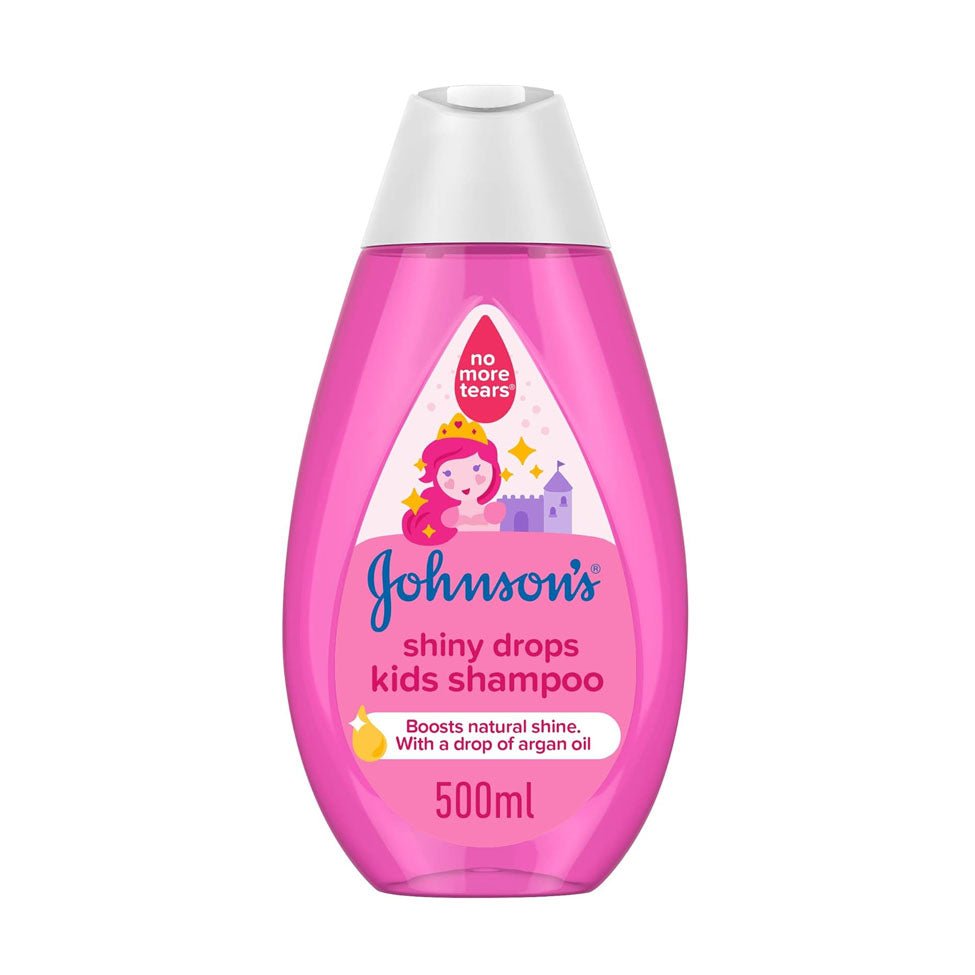 no
more
tears®
Johnson's®
shiny drops
kids shampoo
Boosts natural shine.
With a drop of argan oil
500ml